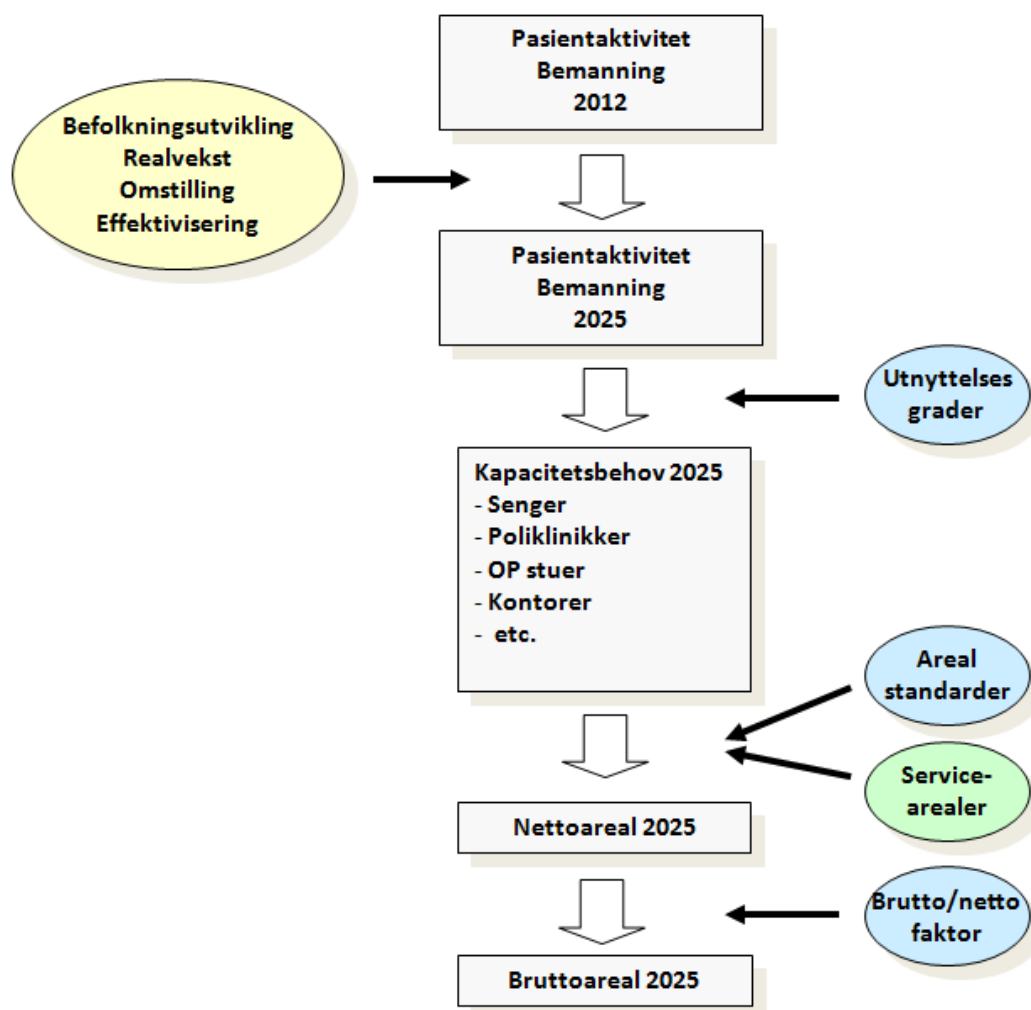 Pasientaktivitet
Bemanning
2012
Befolkningsutvikling
Realvekst
Omstilling
Effektivisering
Pasientaktivitet
Bemanning
2025
Utnyttelses
grader
Kapacitetsbehov 2025
- Senger
- Poliklinikker
- OP stuer
- Kontorer
- etc.
Areal
standarder
Service-
arealer
Nettoareal 2025
Brutto/netto
faktor
Bruttoareal 2025